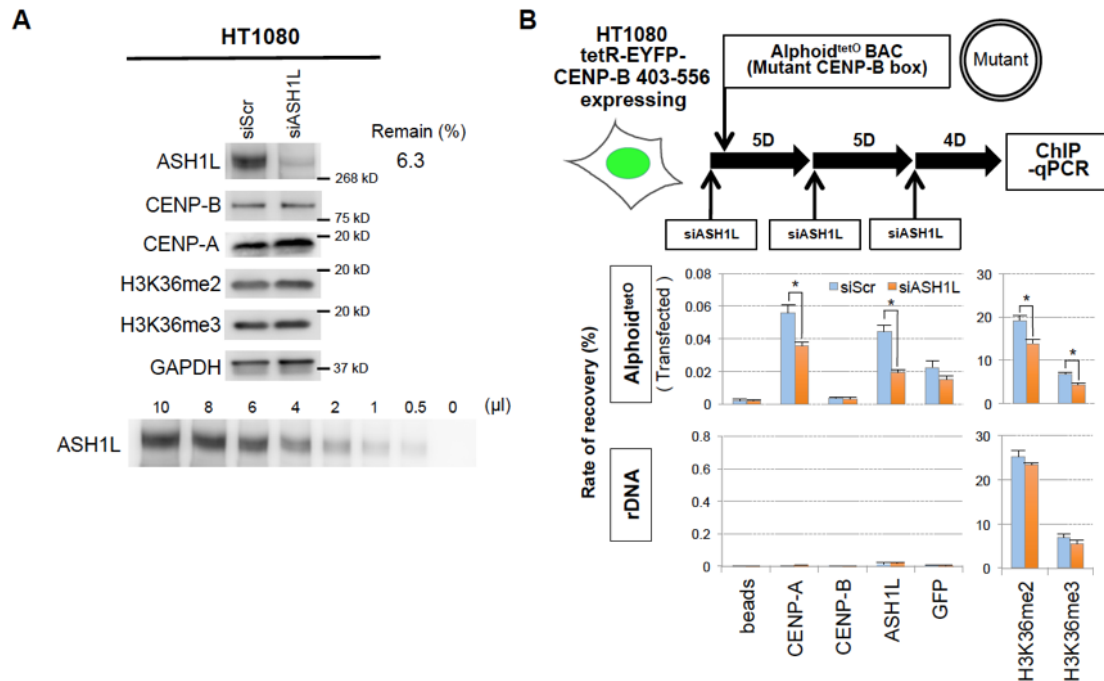 A
HT1080
siScr
siASH1L
Remain (%)
ASH1L
6.3
268 kD
CENP-B
75 kD
CENP-A
20 kD
H3K36me2
20 kD
H3K36me3
20 kD
GAPDH
37 kD
10 8 6 4 2 1 0.5 0 (µl)
ASH1L
B
HT1080
tetR-EYFP-
CENP-B 403-556
expressing
Alphoidtet​O BAC
(Mutant CENP-B box)
Mutant
5D 5D 4D
ChIP
-qPCR
siASH1L siASH1L siASH1L
Rate of recovery (%)
AlphoidtetO
( Transfected )
0.08
0.06
0.04
0.02
0
siScr siASH1L
*
*
30
20
10
0
*
*
rDNA
0.8
0.6
0.4
0.2
0
30
20
10
0
beads
CENP-A
CENP-B
ASH1L
GFP
H3K36me2
H3K36me3